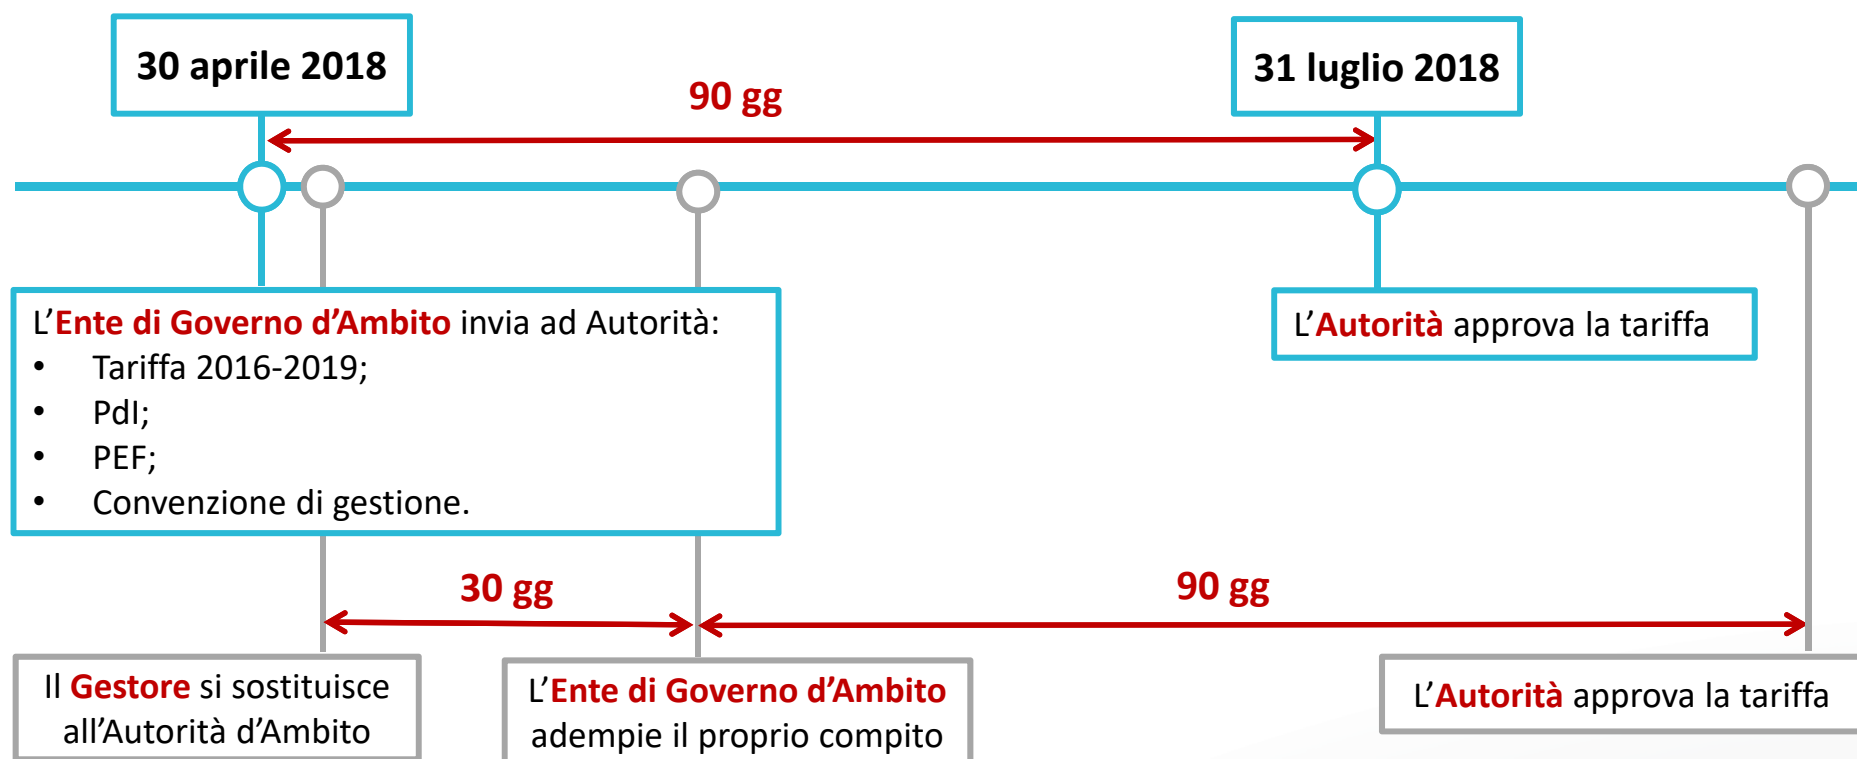 30 aprile 2018
31 luglio 2018
90 gg
L’Ente di Governo d’Ambito invia ad Autorità:
• Tariffa 2016-2019;
• PdI;
• PEF;
• Convenzione di gestione.
L’Autorità approva la tariffa
30 gg
90 gg
Il Gestore si sostituisce
all’Autorità d’Ambito
L’Ente di Governo d’Ambito
adempie il proprio compito
L’Autorità approva la tariffa